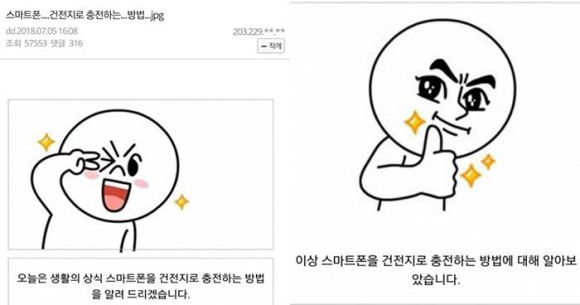 스마트폰....건전지로 충전하는...방법...jpg
dd 2018.07.05 16:08
203.229.**.**
조회 57553 댓글 316
작게
오늘은 생활의 상식 스마트폰을 건전지로 충전하는 방법
을 알려 드리겠습니다.
이상 스마트폰을 건전지로 충전하는 방법에 대해 알아보
았습니다.